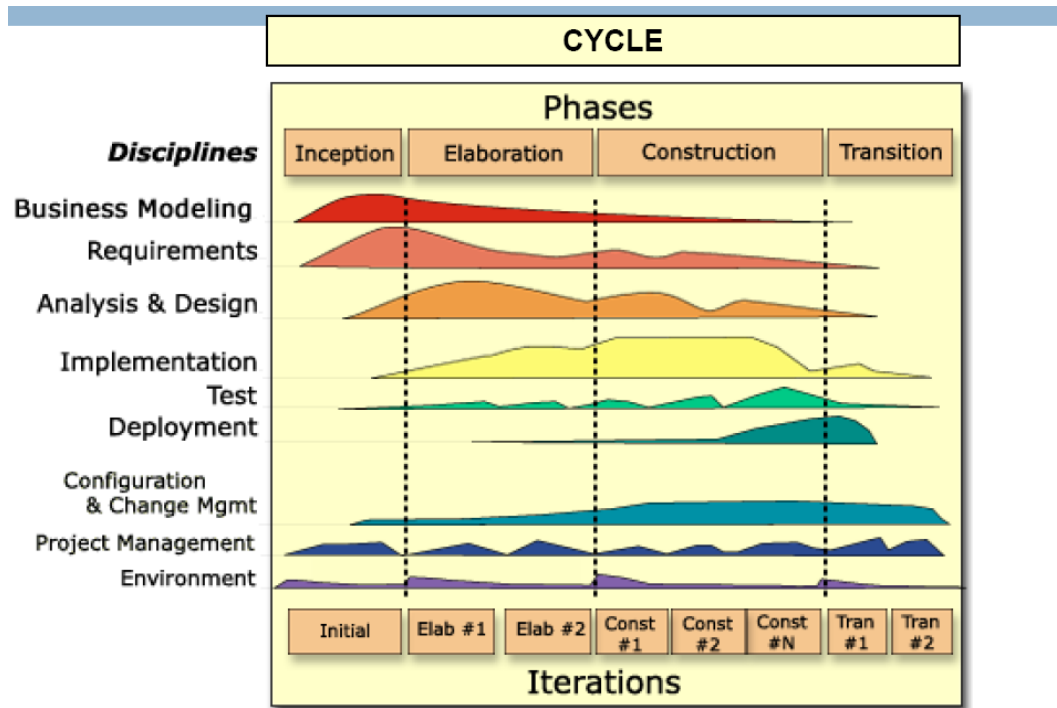 CYCLE
Phases
Disciplines
Inception
Elaboration
Construction
Transition
Business Modeling
Requirements
Analysis & Design
Implementation
Test
Deployment
Configuration
& Change Mgmt
Project Management
Environment
Initial
Elab #1
Elab #2
Const
#1
Const
#2
Const
#N
Tran
#1
Tran
#2
Iterations